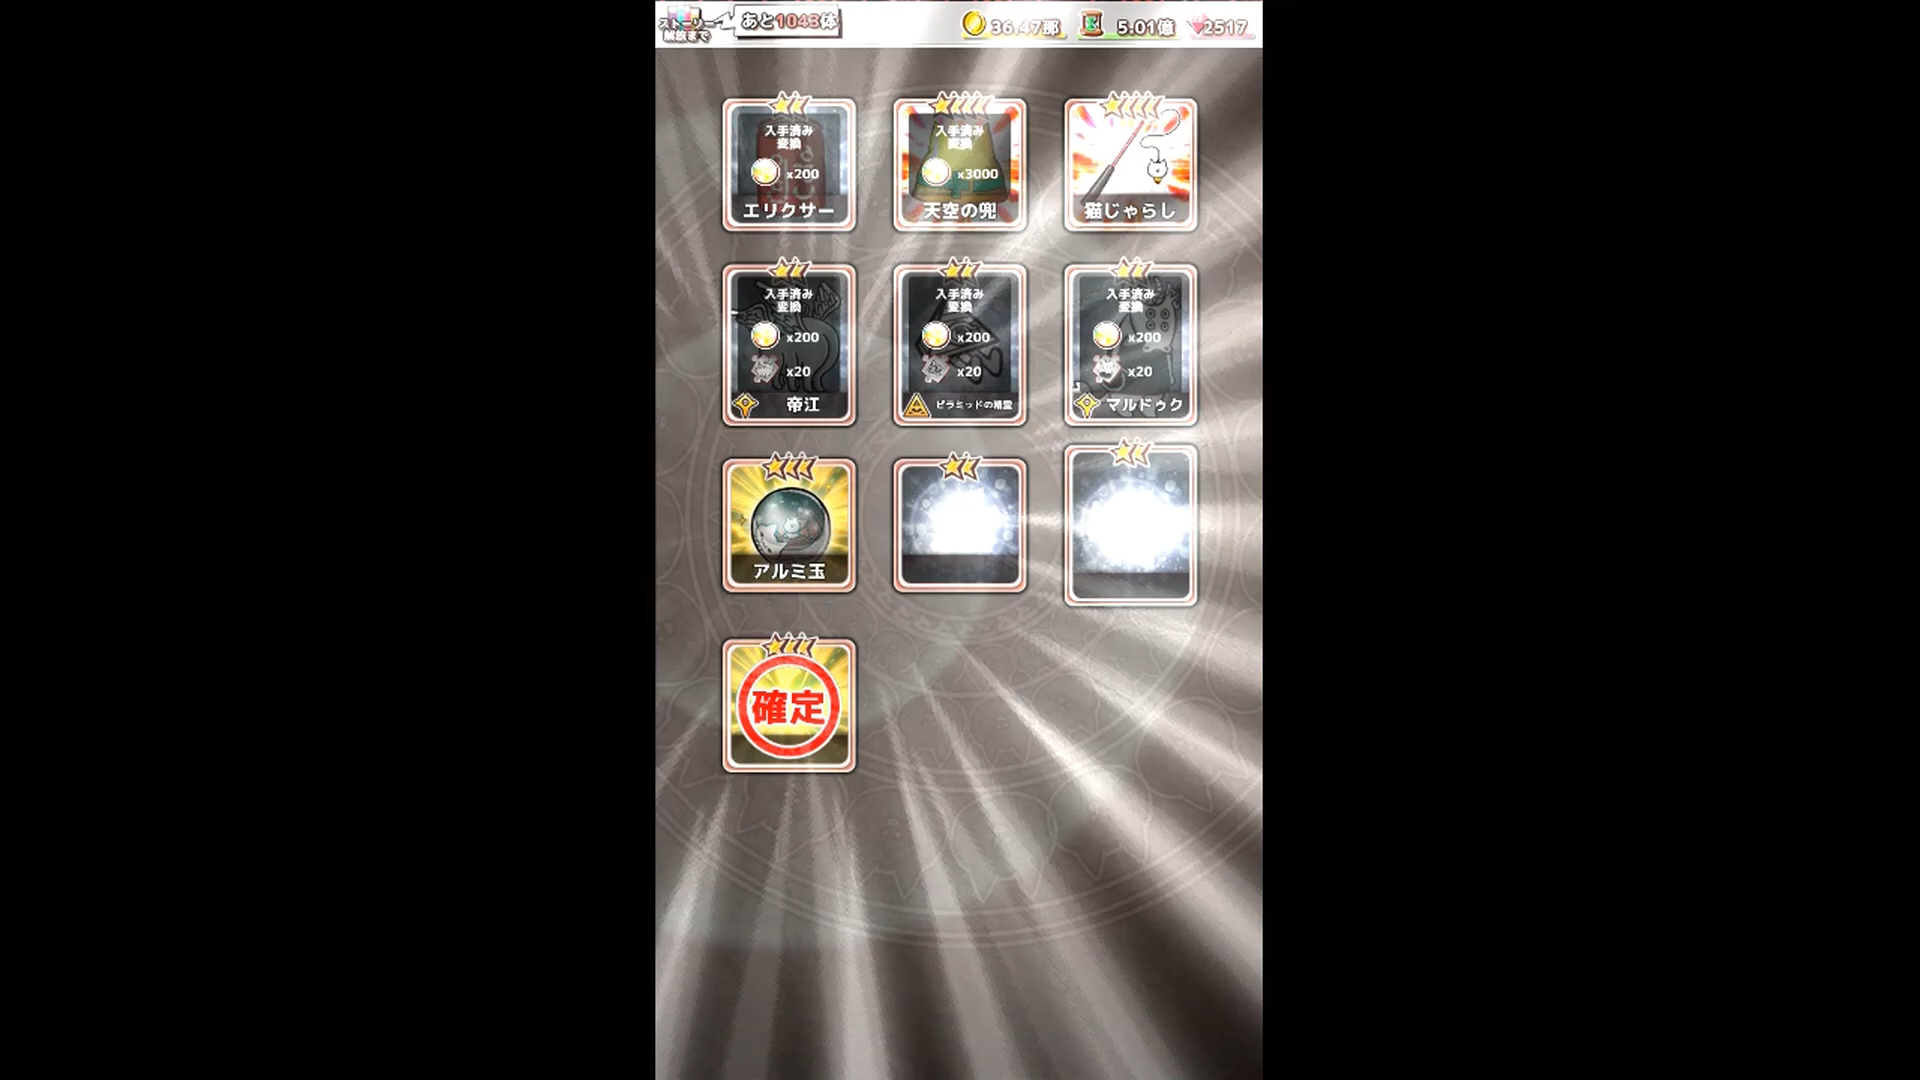 ストーリー
解放まで
あと1043体
36.47那
5.01億
2517
入手済み
変換
x200
エリクサー
入手済み
変換
x3000
天空の兜
猫じゃらし
入手済み
変換
x200
x20
帝江
入手済み
変換
x200
x20
ピラミッドの精霊
入手済み
変換
x200
x20
マルドゥク
アルミ玉
確定